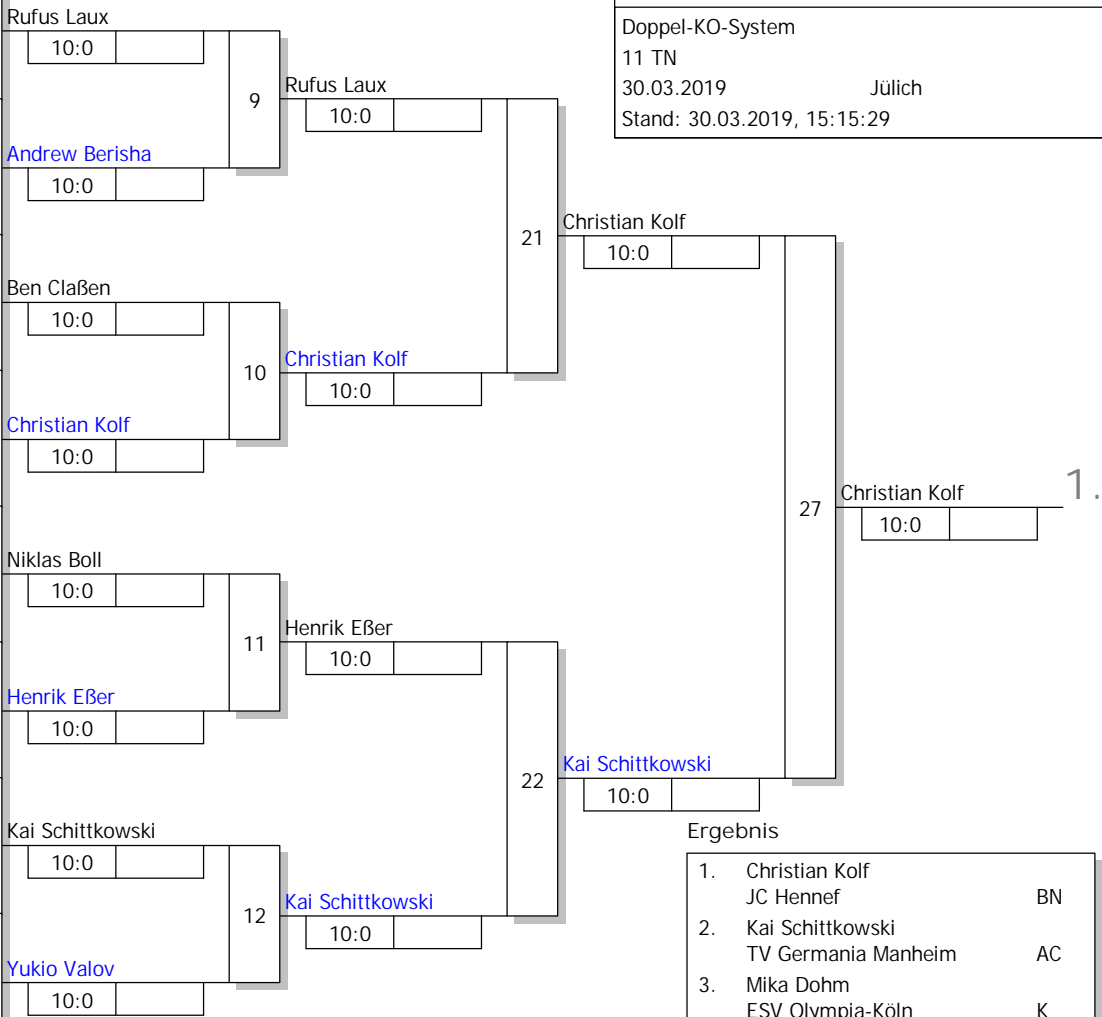 Rufus Laux
10:0
9
Andrew Berisha
10:0
Ben Claßen
10:0
10
Christian Kolf
10:0
Niklas Boll
10:0
11
Henrik Eßer
10:0
Kai Schittkowski
10:0
12
Yukio Valov
10:0
Rufus Laux
10:0
21
Christian Kolf
10:0
Henrik Eßer
10:0
22
Kai Schittkowski
10:0
Christian Kolf
10:0
27
Kai Schittkowski
10:0
Christian Kolf 1.
10:0
Doppel-KO-System
11 TN
30.03.2019 Jülich
Stand: 30.03.2019, 15:15:29
Ergebnis
1. Christian Kolf
JC Hennef BN
2. Kai Schittkowski
TV Germania Manheim AC
3. Mika Dohm
ESV Olympia-Köln K